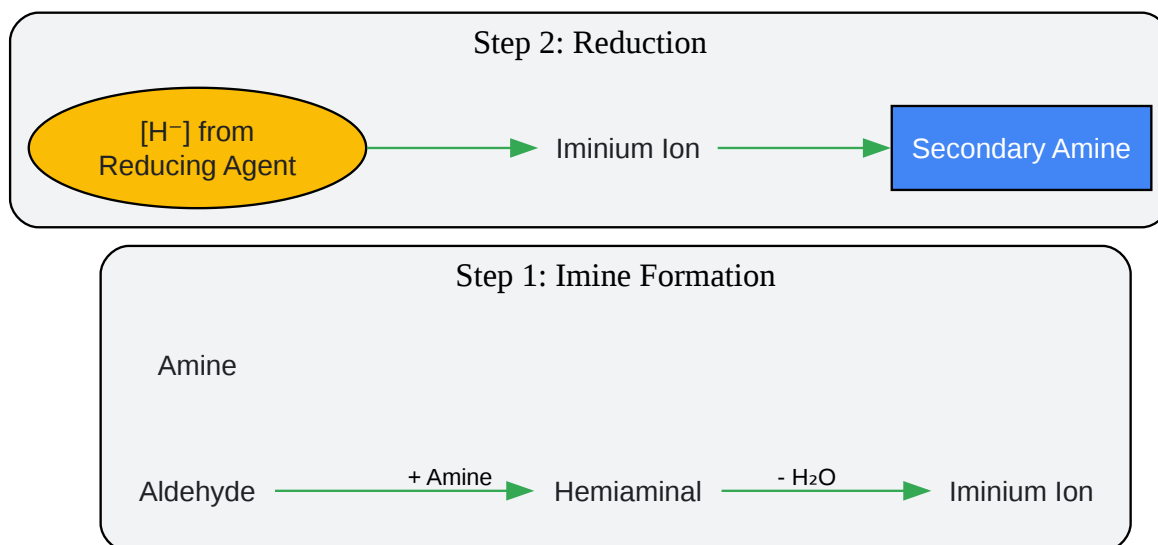 Step 2: Reduction
[H⁻] from
Reducing Agent
Iminium Ion
Secondary Amine
Step 1: Imine Formation
Amine
Aldehyde
+ Amine
Hemiaminal
- H₂O
Iminium Ion